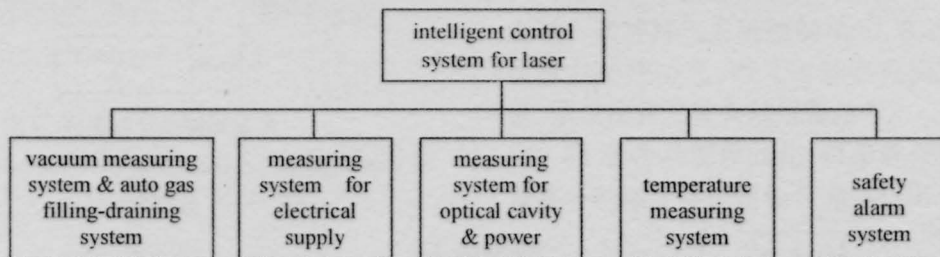 intelligent control
system for laser
vacuum measuring
system & auto gas
filling-draining
system
measuring
system for
electrical
supply
measuring
system for
optical cavity
& power
temperature
measuring
system
safety
alarm
system